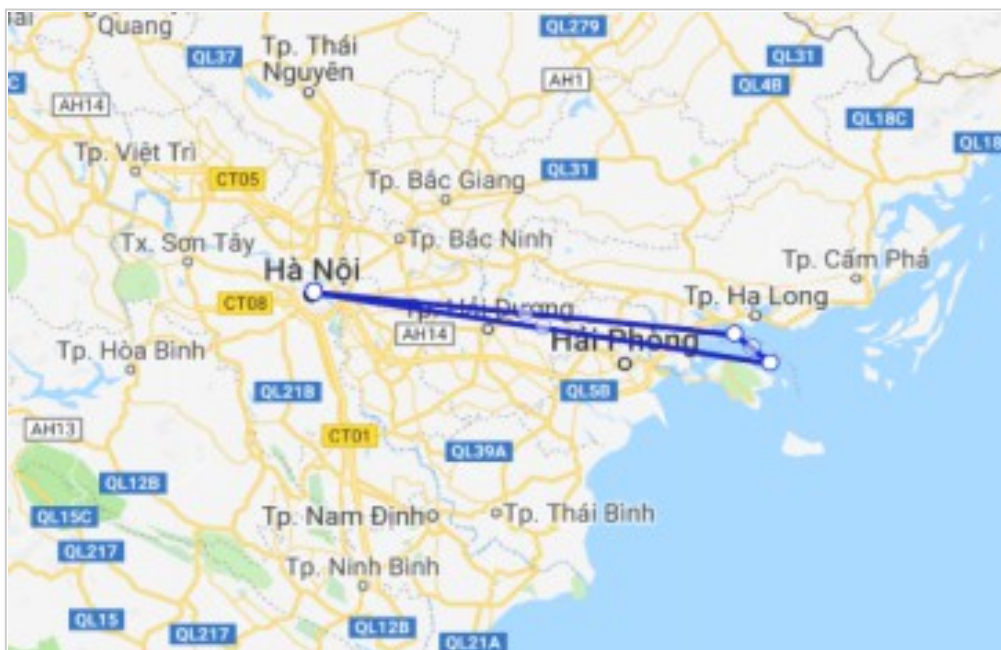 Quang
QL279
QL37
Tp. Thái
Nguyên
QL31
AH1
QL4B
AH14
QL18C
QL18
Tp. Việt Trì
CT05
QL31
Tp. Bắc Giang
Tx. Sơn Tây
Tp. Bắc Ninh
Hà Nội
Tp. Cẩm Phả
CT08
Tp. Hạ Long
Tp. Hải Dương
AH14
Hải Phòng
Tp. Hòa Bình
QL21B
QL5B
AH13
CT01
QL39A
QL12B
QL15C
Tp. Nam Định
Tp. Thái Bình
QL217
Tp. Ninh Bình
QL15
QL217
QL12B
QL21A